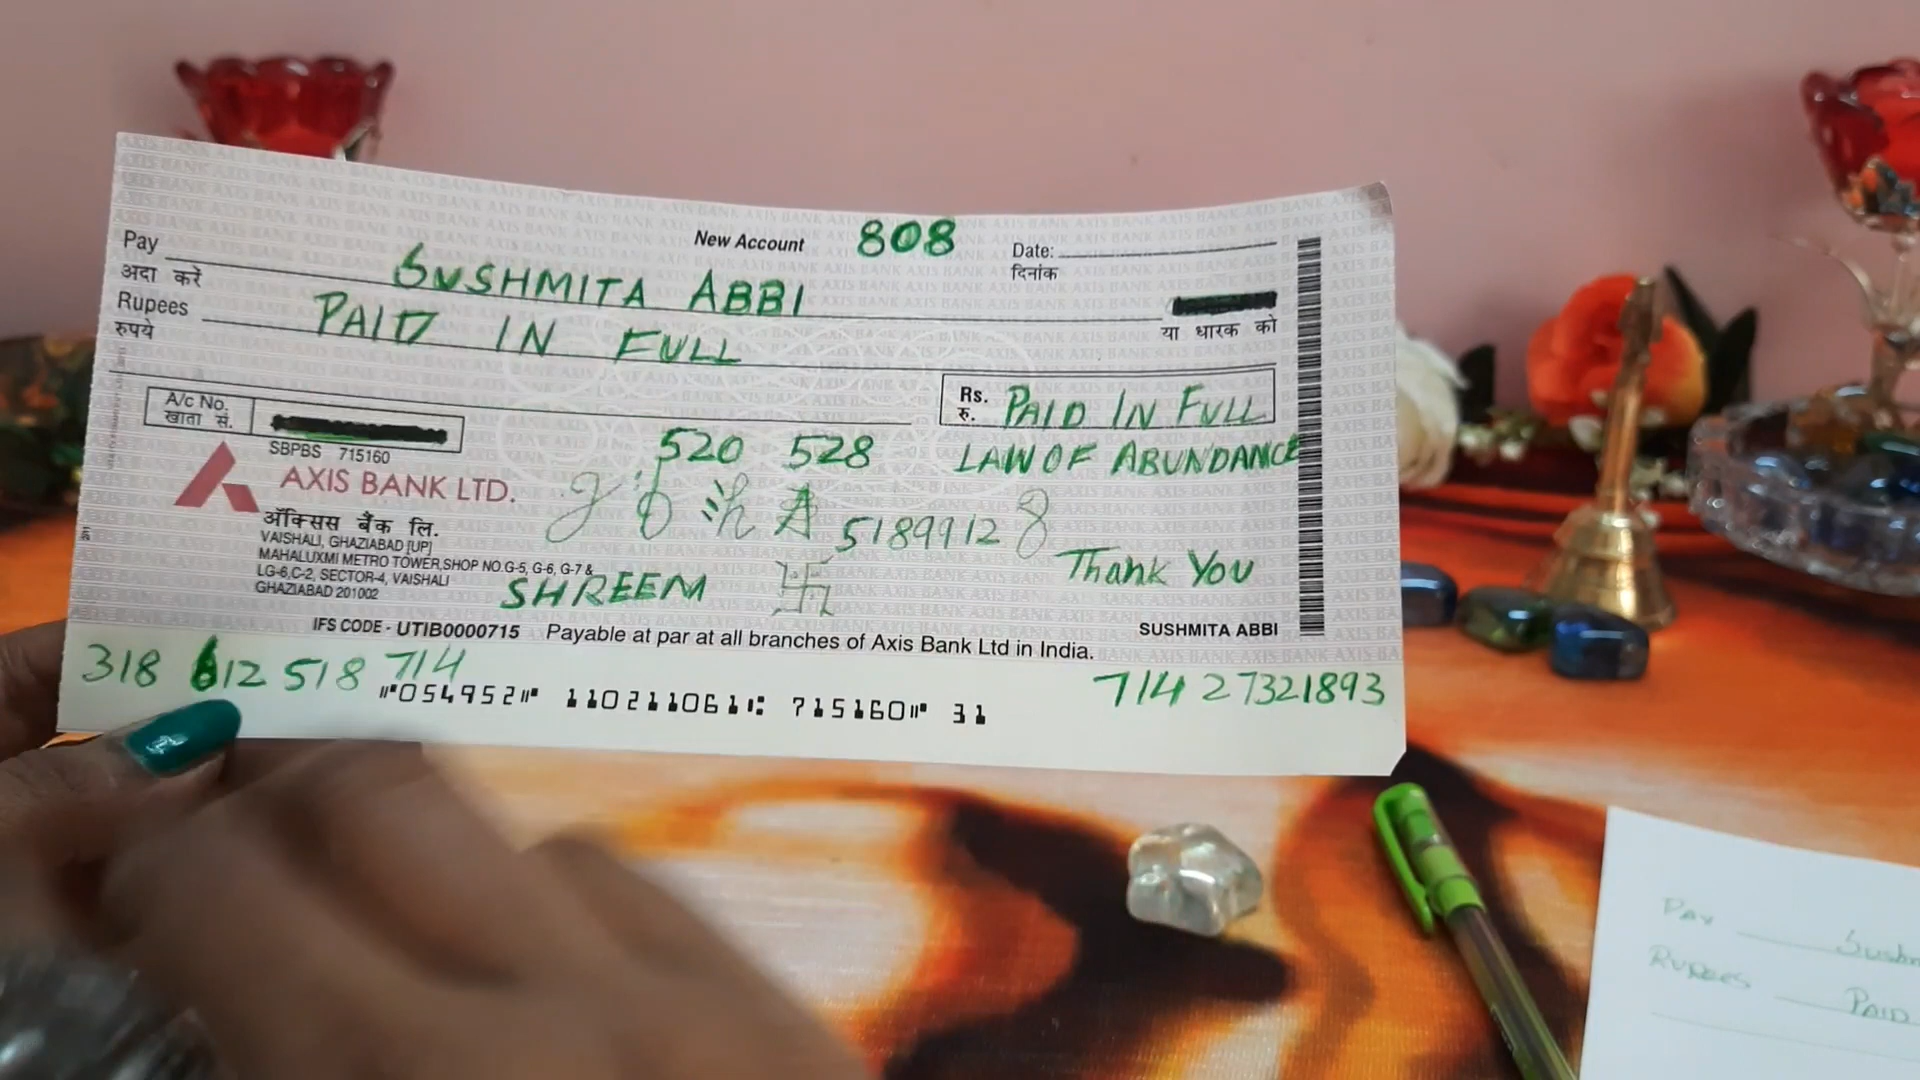 New Account 808 Date:
दिनांक
Pay SUSHMITA ABBI
अदा करें
या धारक को
Rupees PAID IN FULL
रुपये
A/c No.
खाता सं.
Rs. PAID IN FULL
रु.
SBPBS 715160
520 528 LAW OF ABUNDANCE
AXIS BANK LTD.
ॲक्सिस बैंक लि.
5189912 8
VAISHALI, GHAZIABAD [UP]
MAHALUXMI METRO TOWER,SHOP NO.G-5, G-6, G-7 &
LG-6,C-2, SECTOR-4, VAISHALI
GHAZIABAD 201002
SHREEM 卐 Thank You
IFS CODE - UTIB0000715 Payable at par at all branches of Axis Bank Ltd in India. SUSHMITA ABBI
318 612 518 714 714 27321893
⑈054952⑈ 110211061⑆ 715160⑈ 31
PAY
RUPEES PAID